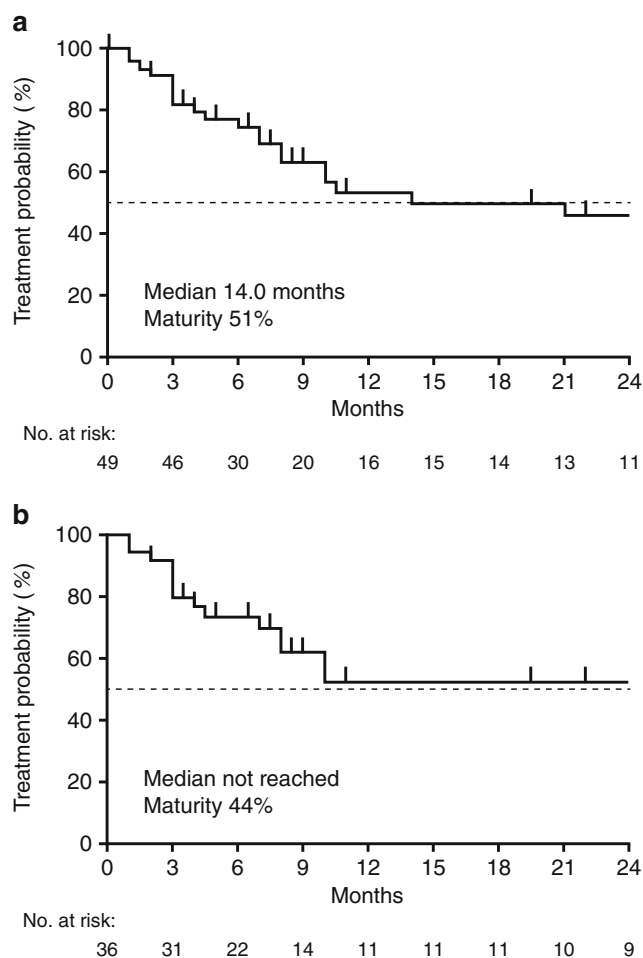 a
Treatment probability (%)
100
80
60
40
20
0
Median 14.0 months
Maturity 51%
0 3 6 9 12 15 18 21 24
Months
No. at risk:
49 46 30 20 16 15 14 13 11
b
Treatment probability (%)
100
80
60
40
20
0
Median not reached
Maturity 44%
0 3 6 9 12 15 18 21 24
Months
No. at risk:
36 31 22 14 11 11 11 10 9